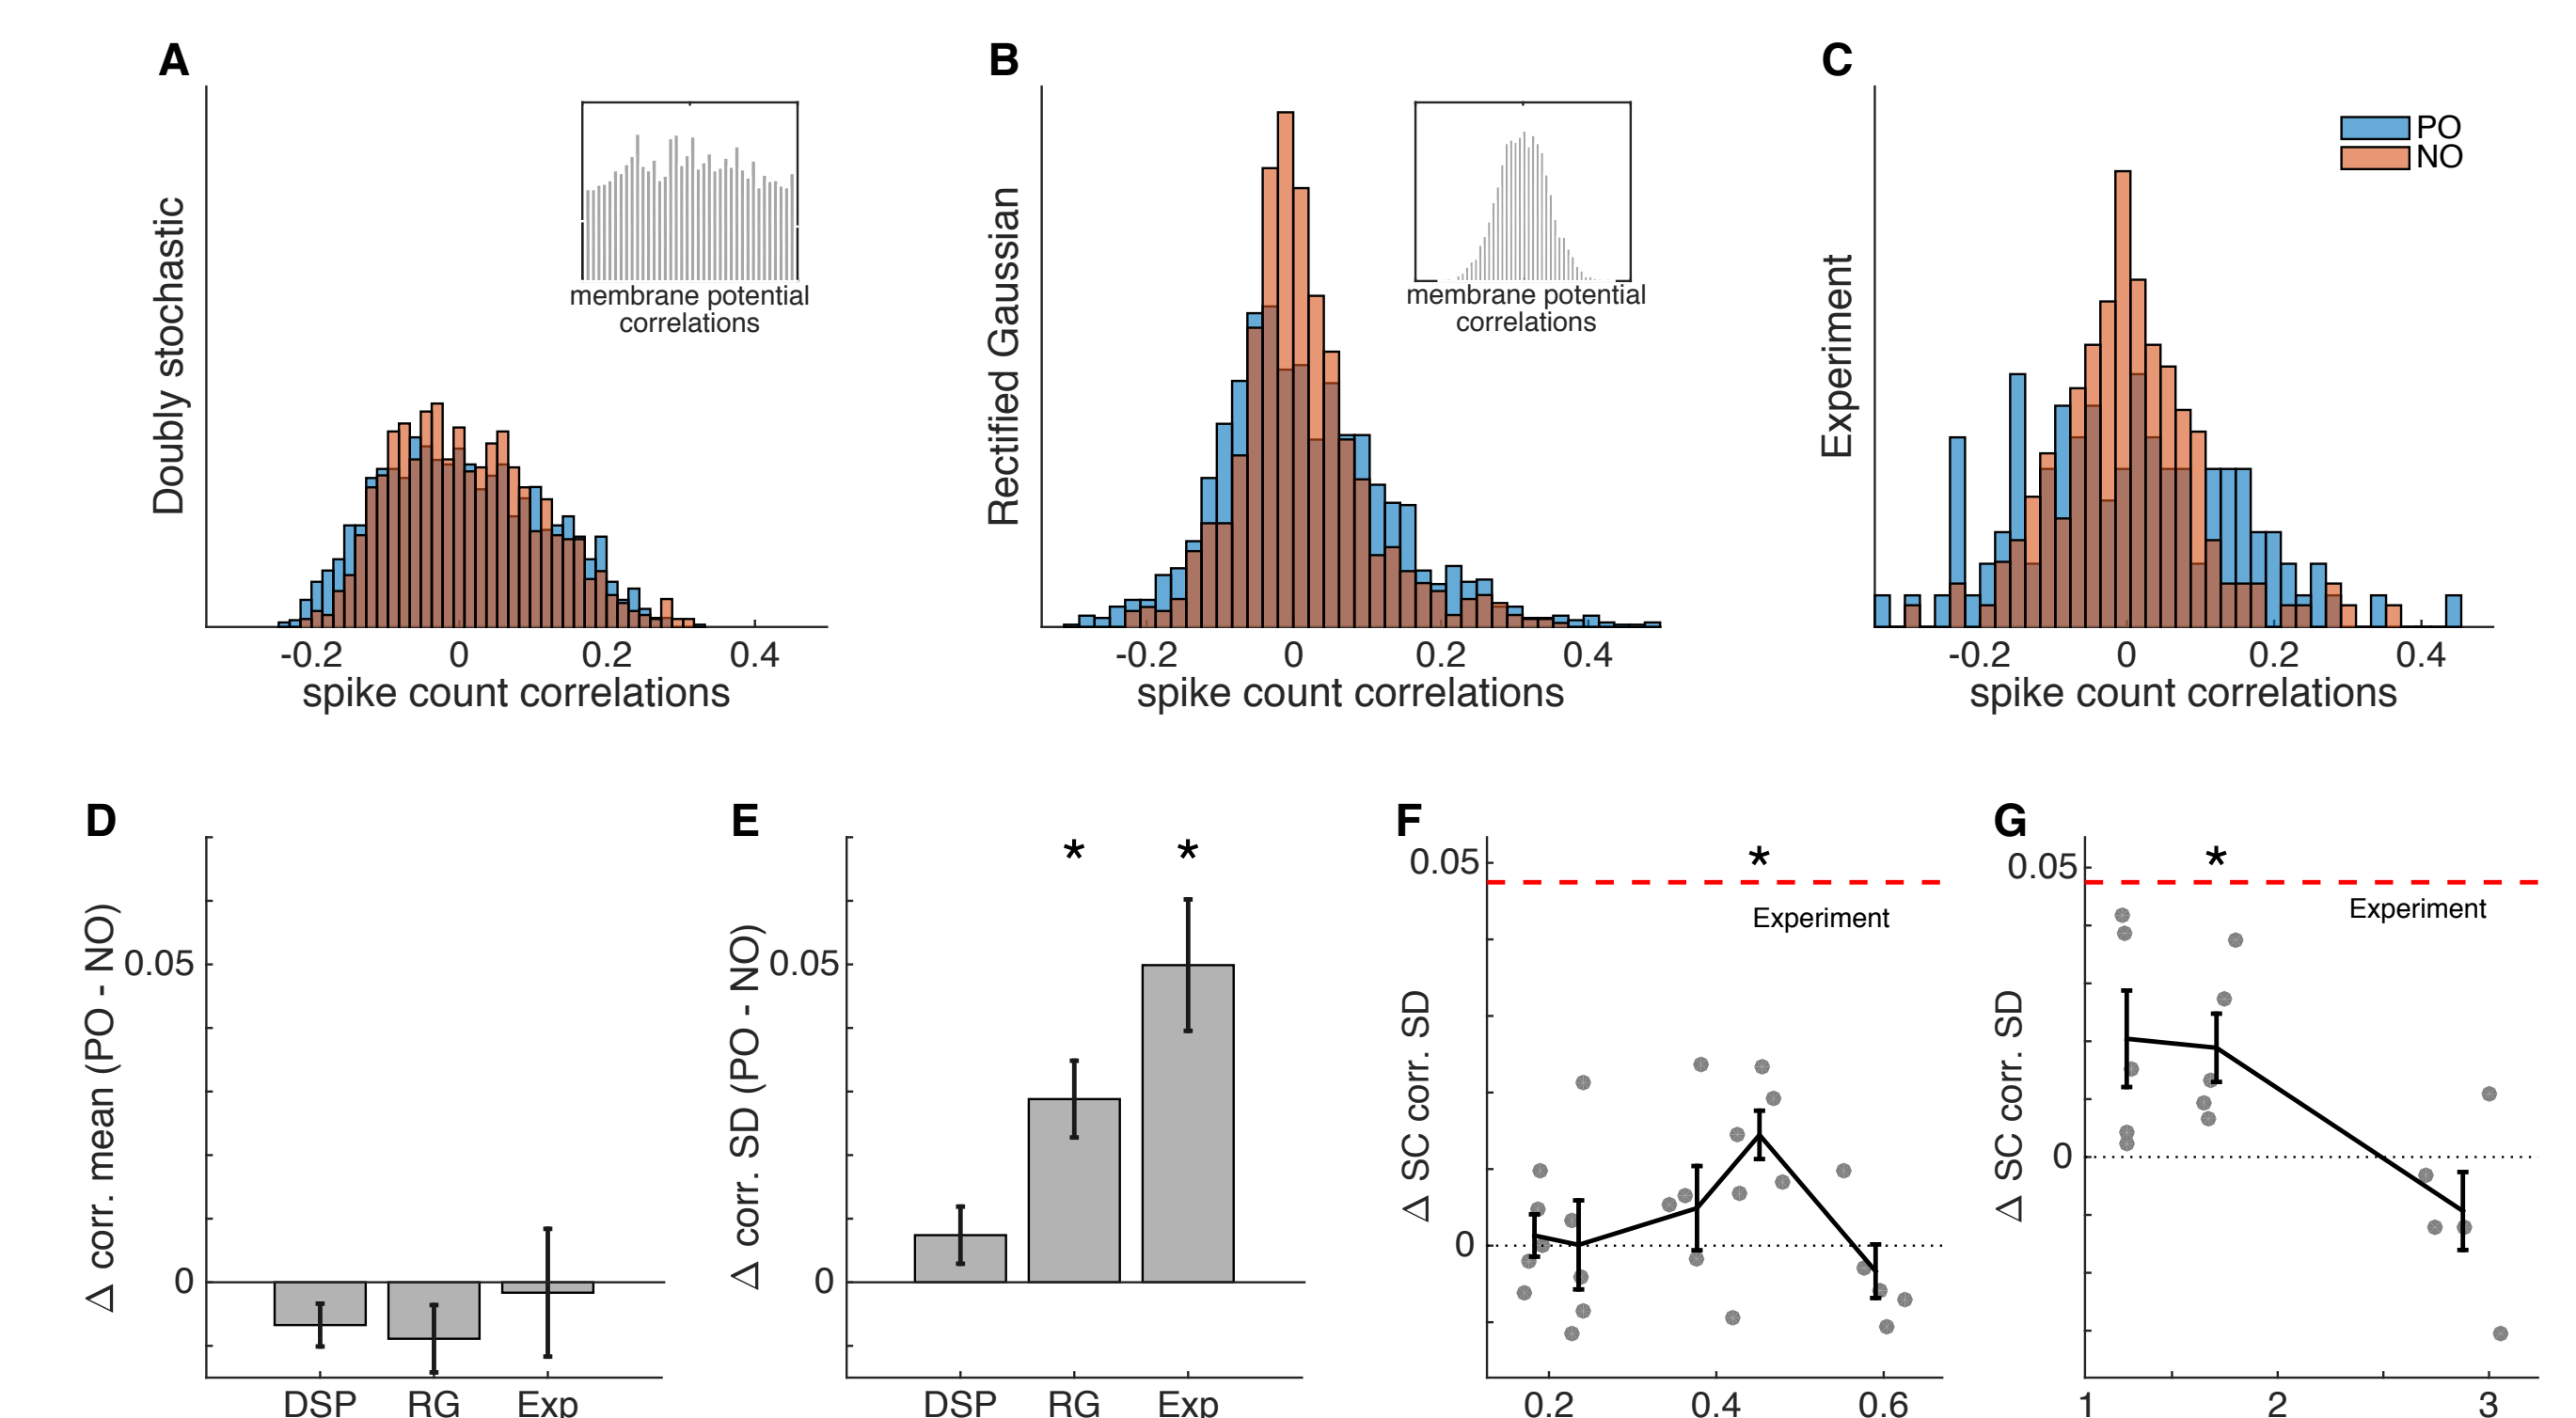 A
B
C
PO
NO
Doubly stochastic
membrane potential
correlations
-0.2 0 0.2 0.4
spike count correlations
Rectified Gaussian
membrane potential
correlations
-0.2 0 0.2 0.4
spike count correlations
Experiment
-0.2 0 0.2 0.4
spike count correlations
D
Δ corr. mean (PO - NO)
0.05
0
DSP RG Exp
E
Δ corr. SD (PO - NO)
0.05
0
* *
DSP RG Exp
F
Δ SC corr. SD
0.05
0
*
Experiment
0.2 0.4 0.6
G
Δ SC corr. SD
0.05
0
*
Experiment
1 2 3